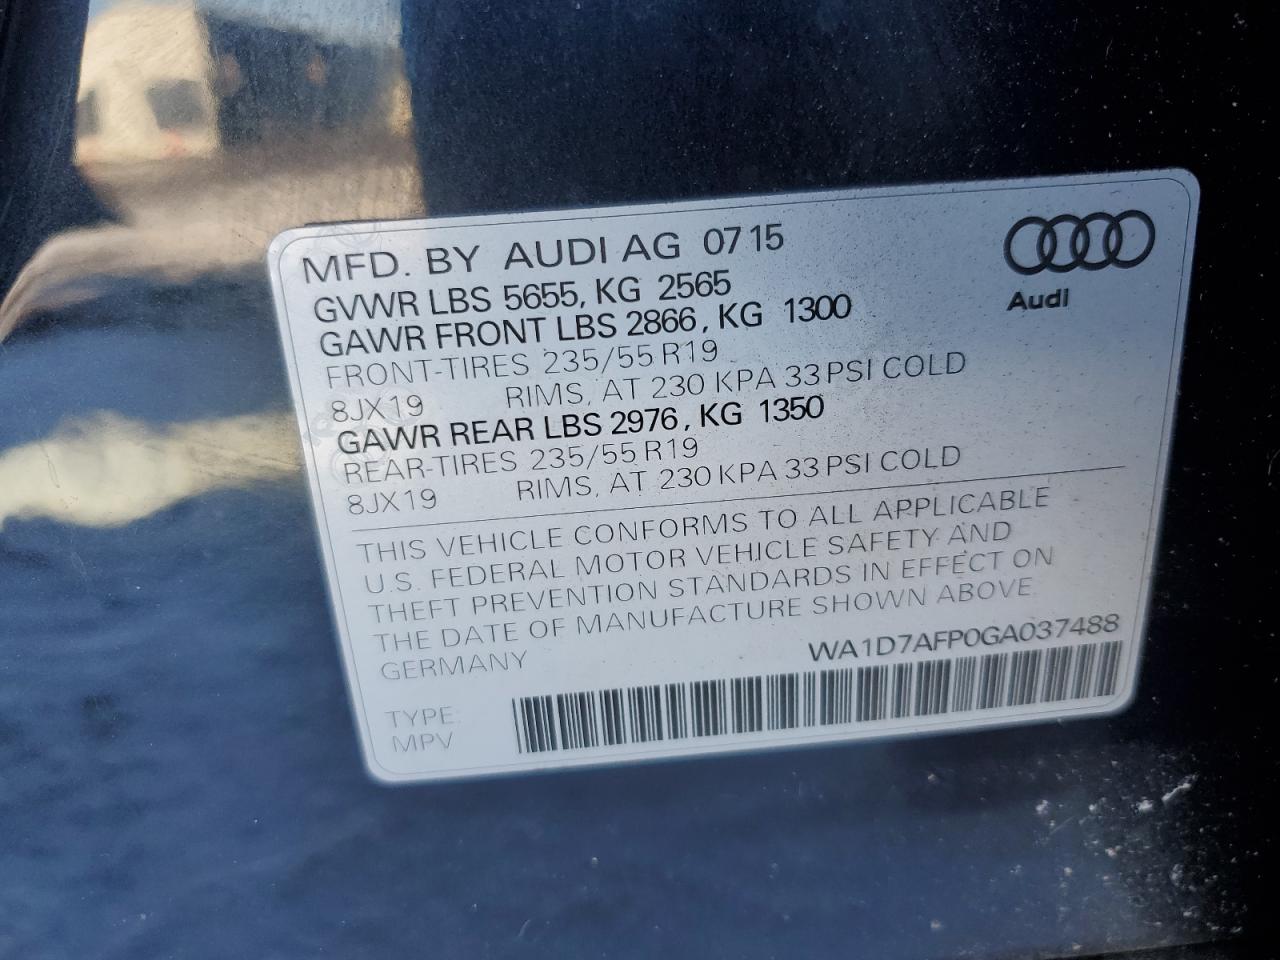 MFD. BY AUDI AG 07 15
Audi
GVWR LBS 5655, KG 2565
GAWR FRONT LBS 2866, KG 1300
FRONT-TIRES 235/55 R19
8JX19 RIMS, AT 230 KPA 33 PSI COLD
GAWR REAR LBS 2976, KG 1350
REAR-TIRES 235/55 R19
8JX19 RIMS, AT 230 KPA 33 PSI COLD
THIS VEHICLE CONFORMS TO ALL APPLICABLE
U.S. FEDERAL MOTOR VEHICLE SAFETY AND
THEFT PREVENTION STANDARDS IN EFFECT ON
THE DATE OF MANUFACTURE SHOWN ABOVE.
GERMANY WA1D7AFP0GA037488
TYPE:
MPV